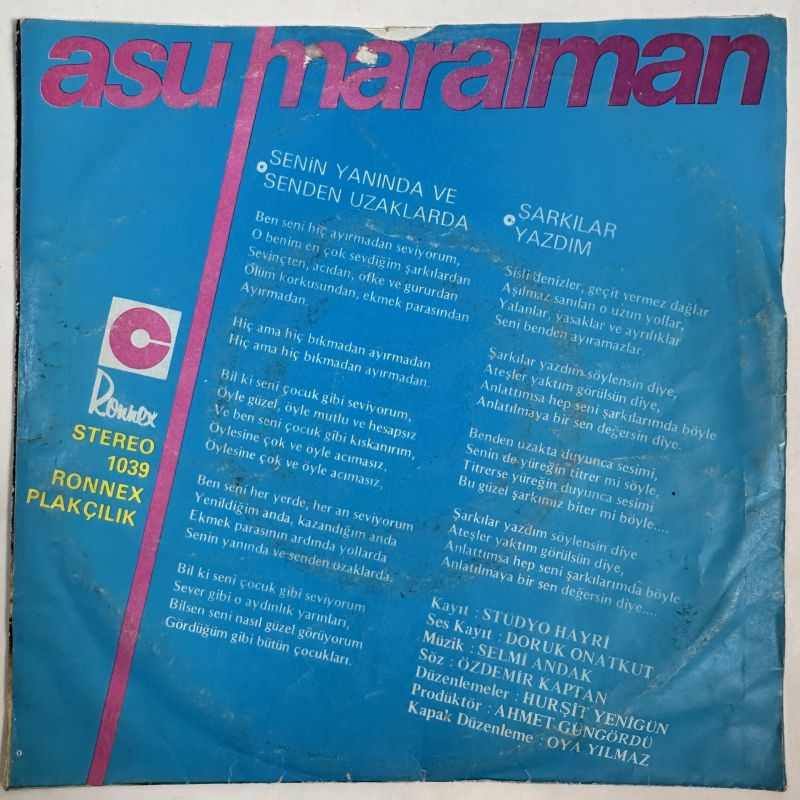 asu maralman
SENİN YANINDA VE
SENDEN UZAKLARDA
Ben seni hiç ayırmadan seviyorum,
O benim en çok sevdiğim şarkılardan
Sevinçten, acıdan, öfke ve gururdan
Ölüm korkusundan, ekmek parasından
Ayırmadan.
Hiç ama hiç bıkmadan ayırmadan
Hiç ama hiç bıkmadan ayırmadan.
Bil ki seni çocuk gibi seviyorum,
Öyle güzel, öyle mutlu ve hesapsız
Ve ben seni çocuk gibi kıskanırım,
Öylesine çok ve öyle acımasız,
Öylesine çok ve öyle acımasız.
Ben seni her yerde, her an seviyorum
Yenildiğim anda, kazandığım anda
Ekmek parasının ardında yollarda
Senin yanında ve senden uzaklarda,
Bil ki seni çocuk gibi seviyorum
Sever gibi o aydınlık yarınları,
Bilsen seni nasıl güzel görüyorum
Gördüğüm gibi bütün çocukları.
ŞARKILAR
YAZDIM
Sisli denizler, geçit vermez dağlar
Aşılmaz sanılan o uzun yollar,
Yalanlar, yasaklar ve ayrılıklar
Seni benden ayıramazlar.
Şarkılar yazdım söylensin diye,
Ateşler yaktım görülsün diye,
Anlattımsa hep seni şarkılarımda böyle
Anlatılmaya bir sen değersin diye.
Benden uzakta duyunca sesimi,
Senin de yüreğin titrer mi söyle,
Titrerse yüreğin duyunca sesimi
Bu güzel şarkımız biter mi böyle....
Şarkılar yazdım söylensin diye
Ateşler yaktım görülsün diye,
Anlattımsa hep seni şarkılarımda böyle
Anlatılmaya bir sen değersin diye....
Kayıt : STUDYO HAYRİ
Ses Kayıt : DORUK ONATKUT
Müzik : SELMİ ANDAK
Söz : ÖZDEMİR KAPTAN
Düzenlemeler : HURŞİT YENİGÜN
Prodüktör : AHMET GÜNGÖRDÜ
Kapak Düzenleme : OYA YILMAZ
Ronnex
STEREO
1039
RONNEX
PLAKÇILIK